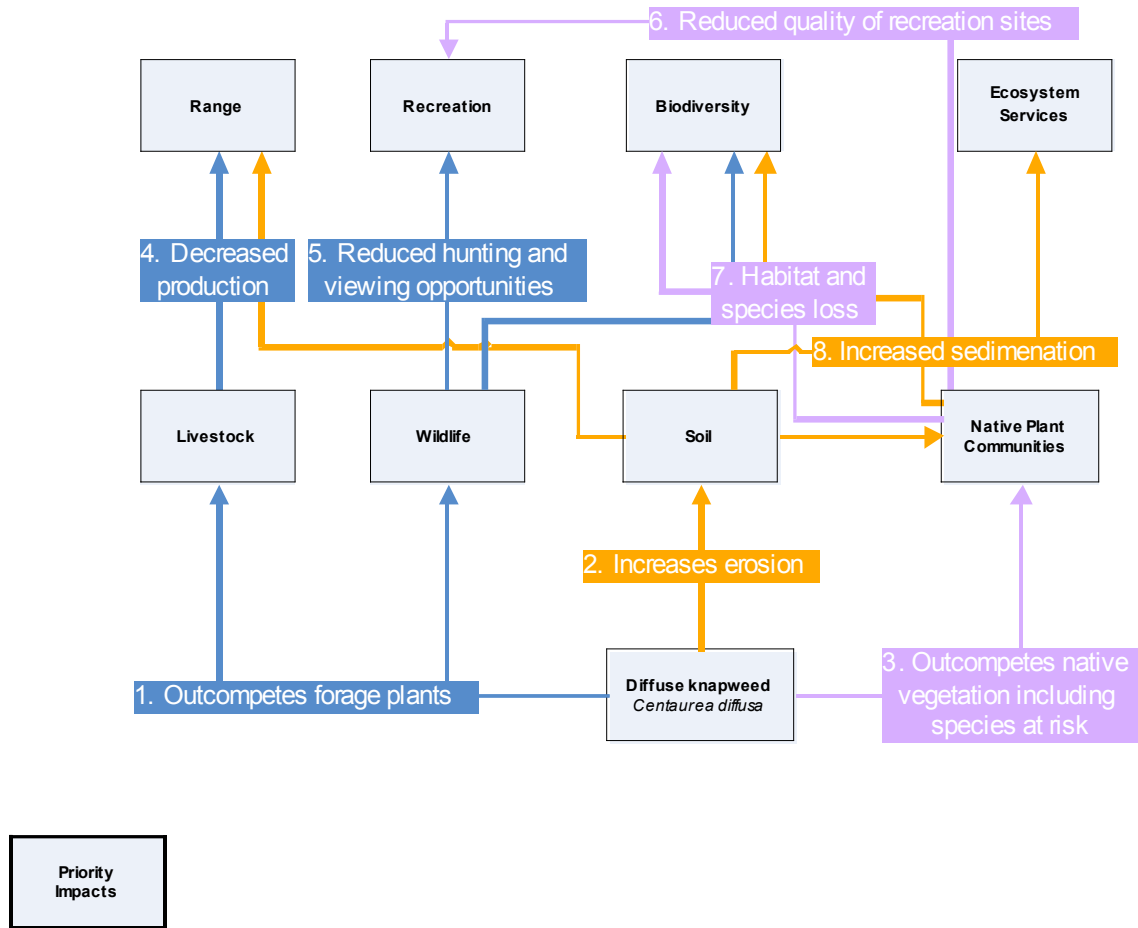 6. Reduced quality of recreation sites
Range
Recreation
Biodiversity
Ecosystem
Services
4. Decreased
production
5. Reduced hunting and
viewing opportunities
7. Habitat and
species loss
8. Increased sedimenation
Livestock
Wildlife
Soil
Native Plant
Communities
2. Increases erosion
1. Outcompetes forage plants
Diffuse knapweed
Centaurea diffusa
3. Outcompetes native
vegetation including
species at risk
Priority
Impacts